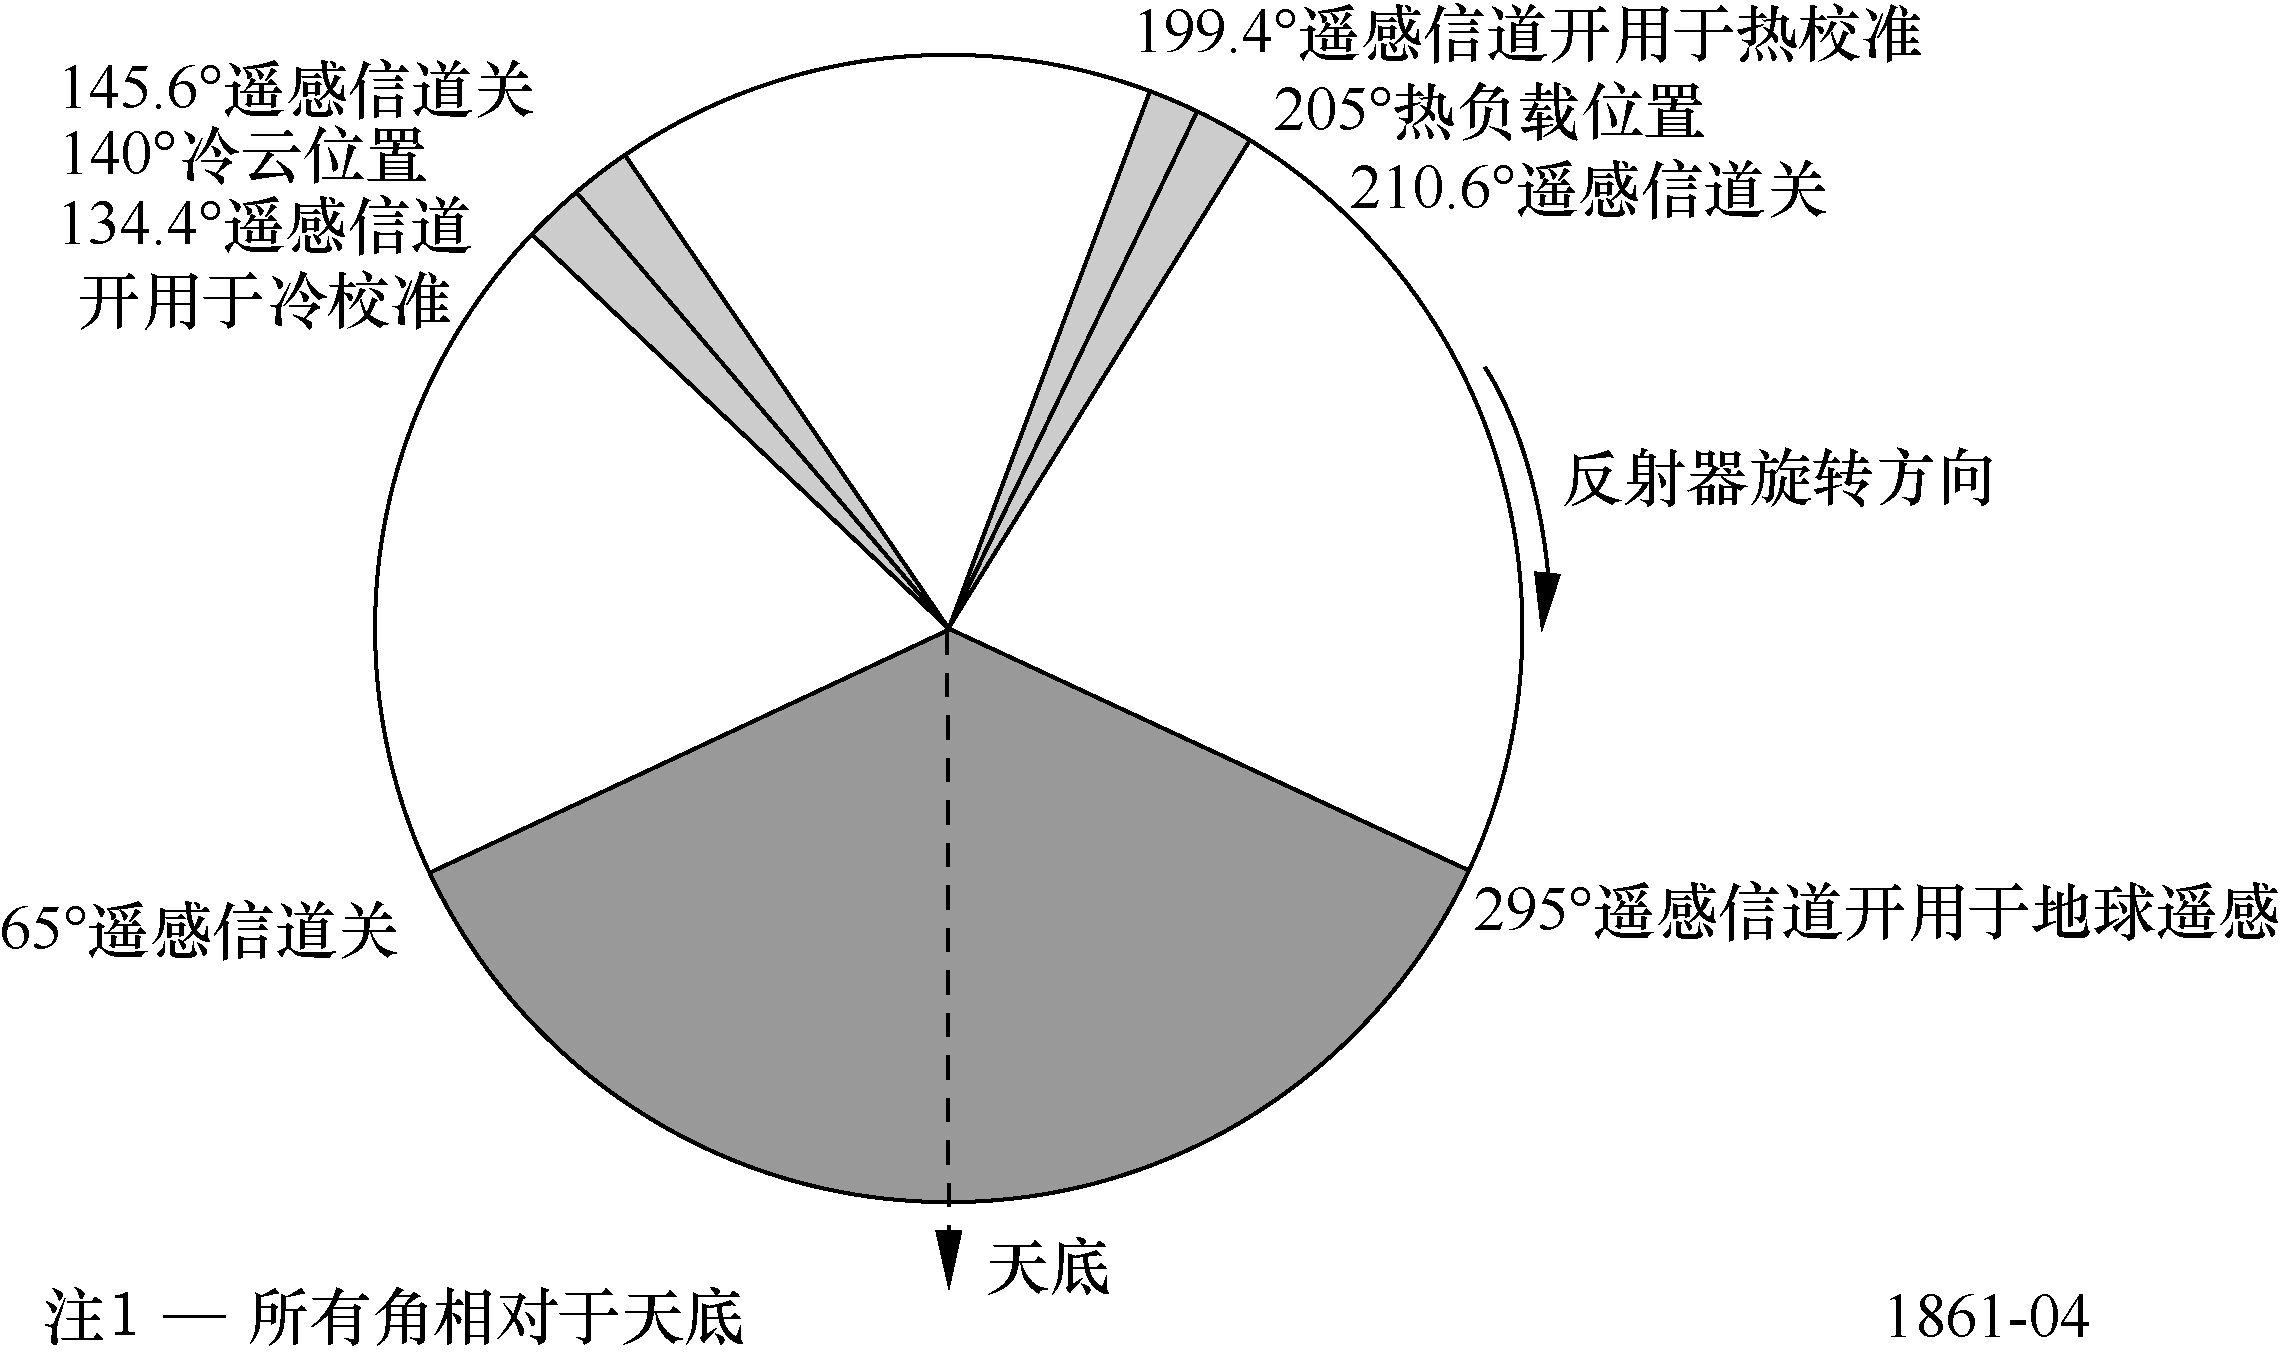 199.4°遥感信道开用于热校准
205°热负载位置
210.6°遥感信道关
145.6°遥感信道关
140°冷云位置
134.4°遥感信道
开用于冷校准
反射器旋转方向
295°遥感信道开用于地球遥感
65°遥感信道关
天底
注1 — 所有角相对于天底
1861-04